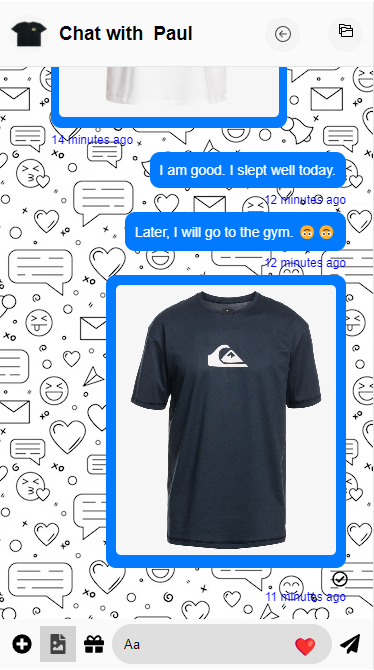 Chat with Paul
14 minutes ago
I am good. I slept well today.
12 minutes ago
Later, I will go to the gym. 🙃🙃
12 minutes ago
11 minutes ago
Aa